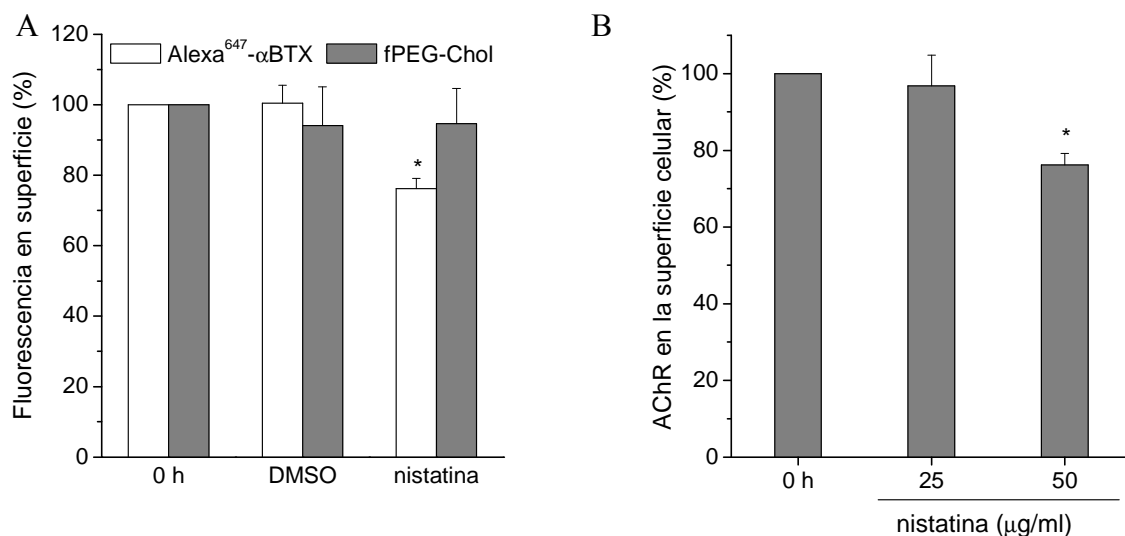 A
Fluorescencia en superficie (%)
120
100
80
60
40
20
0
Alexa⁶⁴⁷-αBTX
fPEG-Chol
*
0 h
DMSO
nistatina
B
AChR en la superficie celular (%)
100
80
60
40
20
0
*
0 h
25
50
nistatina (μg/ml)